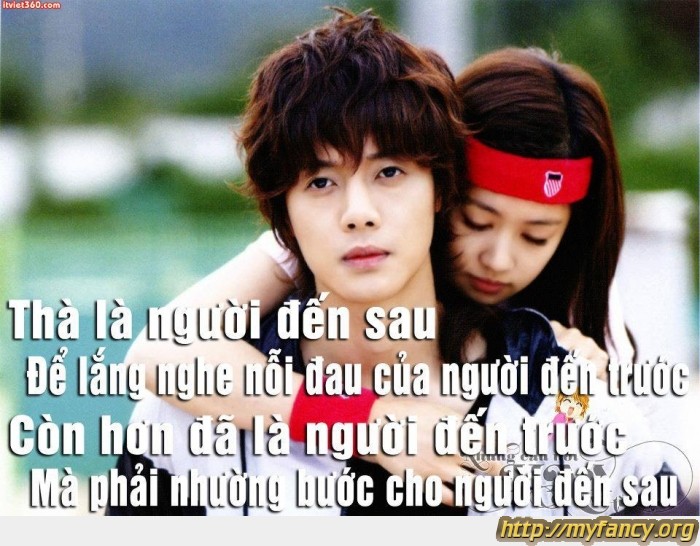 itviet360.com
Thà là người đến sau
Để lắng nghe nỗi đau của người đến trước
Còn hơn đã là người đến trước
Mà phải nhường bước cho người đến sau
http://myfancy.org